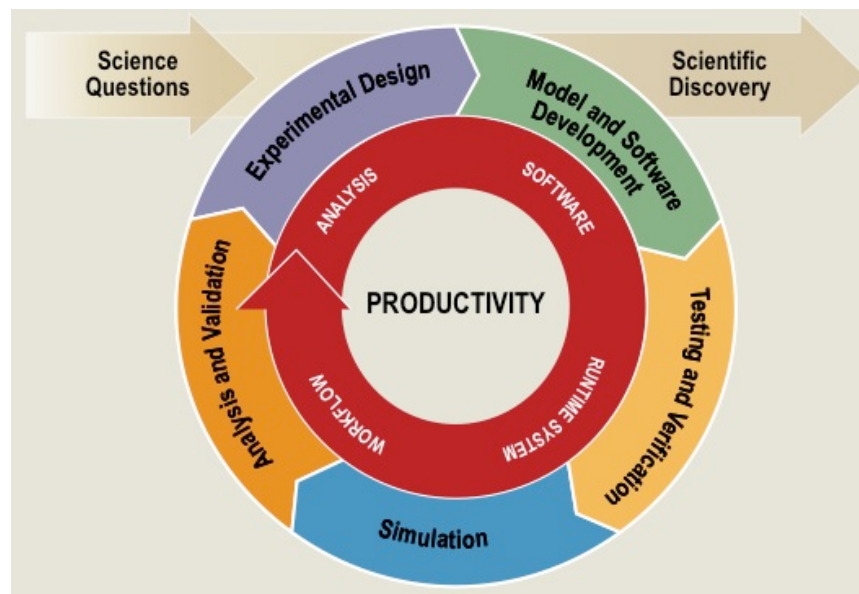 Science
Questions
Scientific
Discovery
Experimental Design
Model and Software
Development
Testing and Verification
Simulation
Analysis and Validation
ANALYSIS
SOFTWARE
RUNTIME SYSTEM
WORKFLOW
PRODUCTIVITY